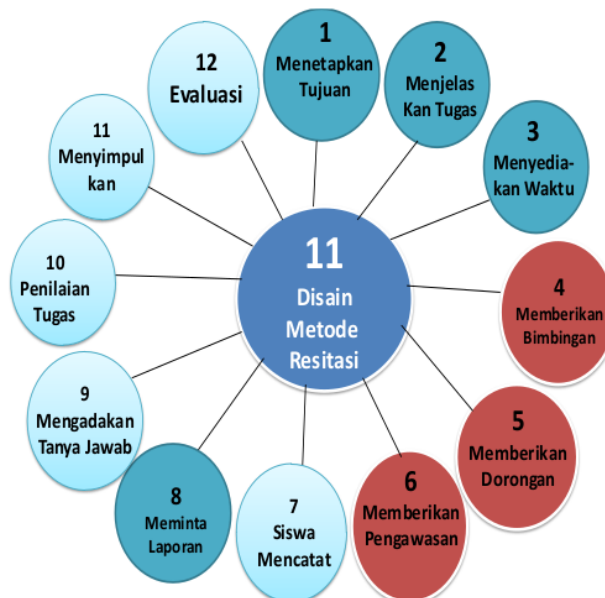 1
Menetapkan
Tujuan
2
Menjelas
Kan Tugas
3
Menyedia-
kan Waktu
4
Memberikan
Bimbingan
5
Memberikan
Dorongan
6
Memberikan
Pengawasan
7
Siswa
Mencatat
8
Meminta
Laporan
9
Mengadakan
Tanya Jawab
10
Penilaian
Tugas
11
Menyimpul
kan
12
Evaluasi
11
Disain
Metode
Resitasi